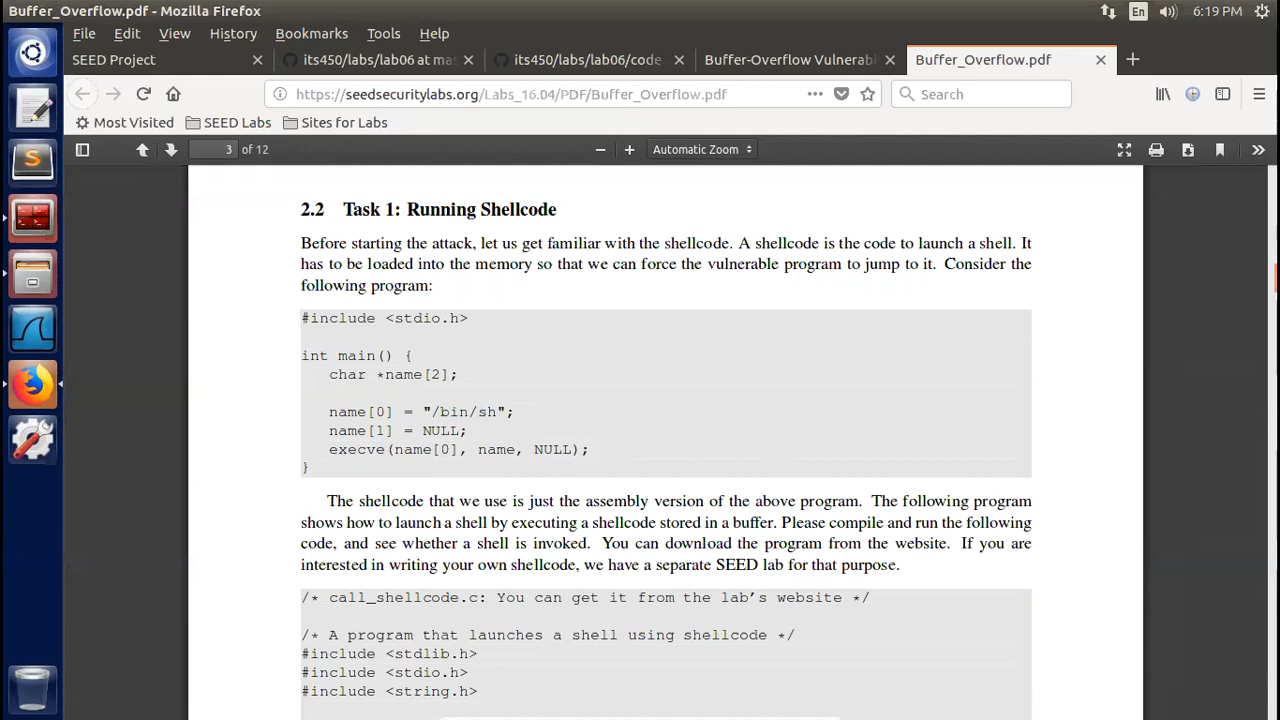 Buffer_Overflow.pdf - Mozilla Firefox
En
6:19 PM
File Edit View History Bookmarks Tools Help
SEED Project
its450/labs/lab06 at mas
its450/labs/lab06/code
Buffer-Overflow Vulnerabi
Buffer_Overflow.pdf
https://seedsecuritylabs.org/Labs_16.04/PDF/Buffer_Overflow.pdf
Search
Most Visited
SEED Labs
Sites for Labs
3 of 12
Automatic Zoom
2.2 Task 1: Running Shellcode
Before starting the attack, let us get familiar with the shellcode. A shellcode is the code to launch a shell. It
has to be loaded into the memory so that we can force the vulnerable program to jump to it. Consider the
following program:
#include <stdio.h>
int main() {
char *name[2];
name[0] = "/bin/sh";
name[1] = NULL;
execve(name[0], name, NULL);
}
The shellcode that we use is just the assembly version of the above program. The following program
shows how to launch a shell by executing a shellcode stored in a buffer. Please compile and run the following
code, and see whether a shell is invoked. You can download the program from the website. If you are
interested in writing your own shellcode, we have a separate SEED lab for that purpose.
/* call_shellcode.c: You can get it from the lab's website */
/* A program that launches a shell using shellcode */
#include <stdlib.h>
#include <stdio.h>
#include <string.h>